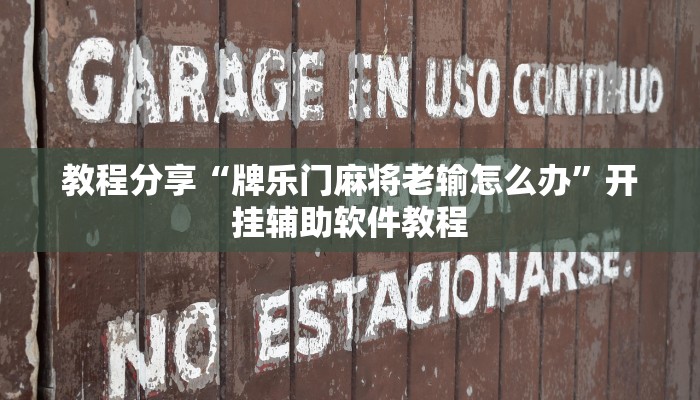 GARAGE EN USO CONTINUO
教程分享“牌乐门麻将老输怎么办”开
挂辅助软件教程
NO ESTACIONARSE.